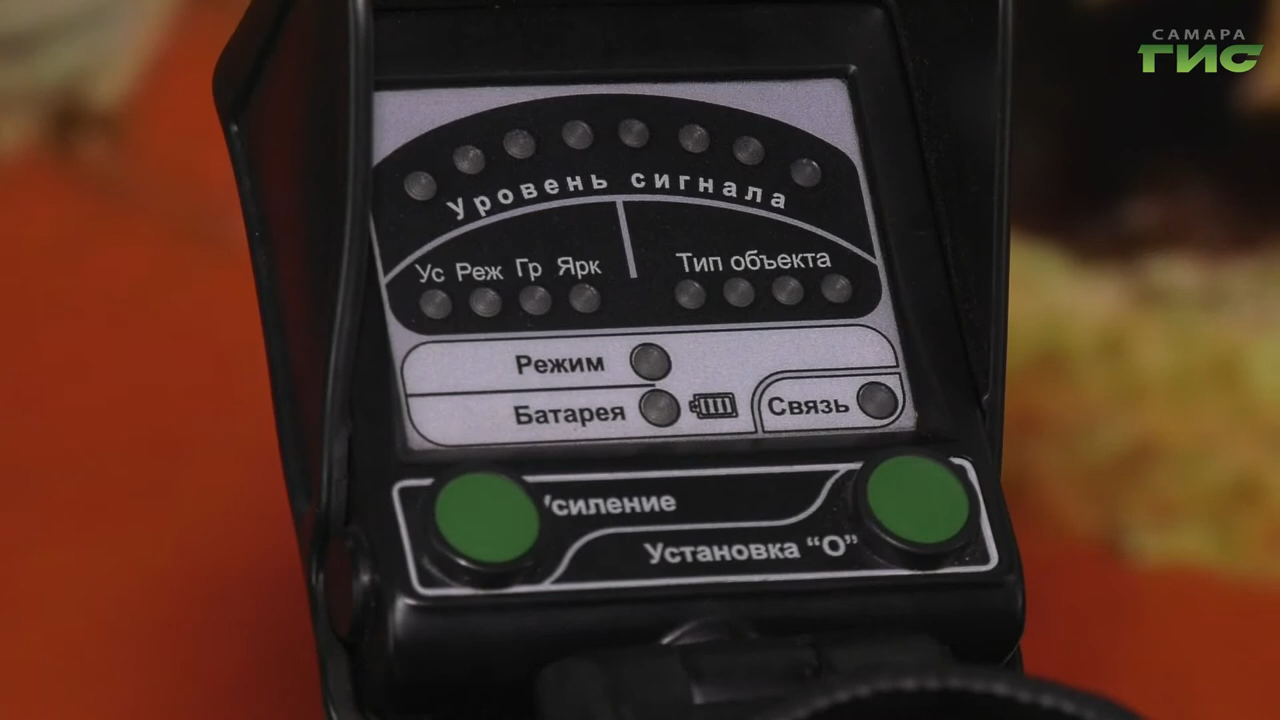 САМАРА
ГИС
Уровень сигнала
Ус Реж Гр Ярк
Тип объекта
Режим
Батарея
Связь
силение
Установка “О”